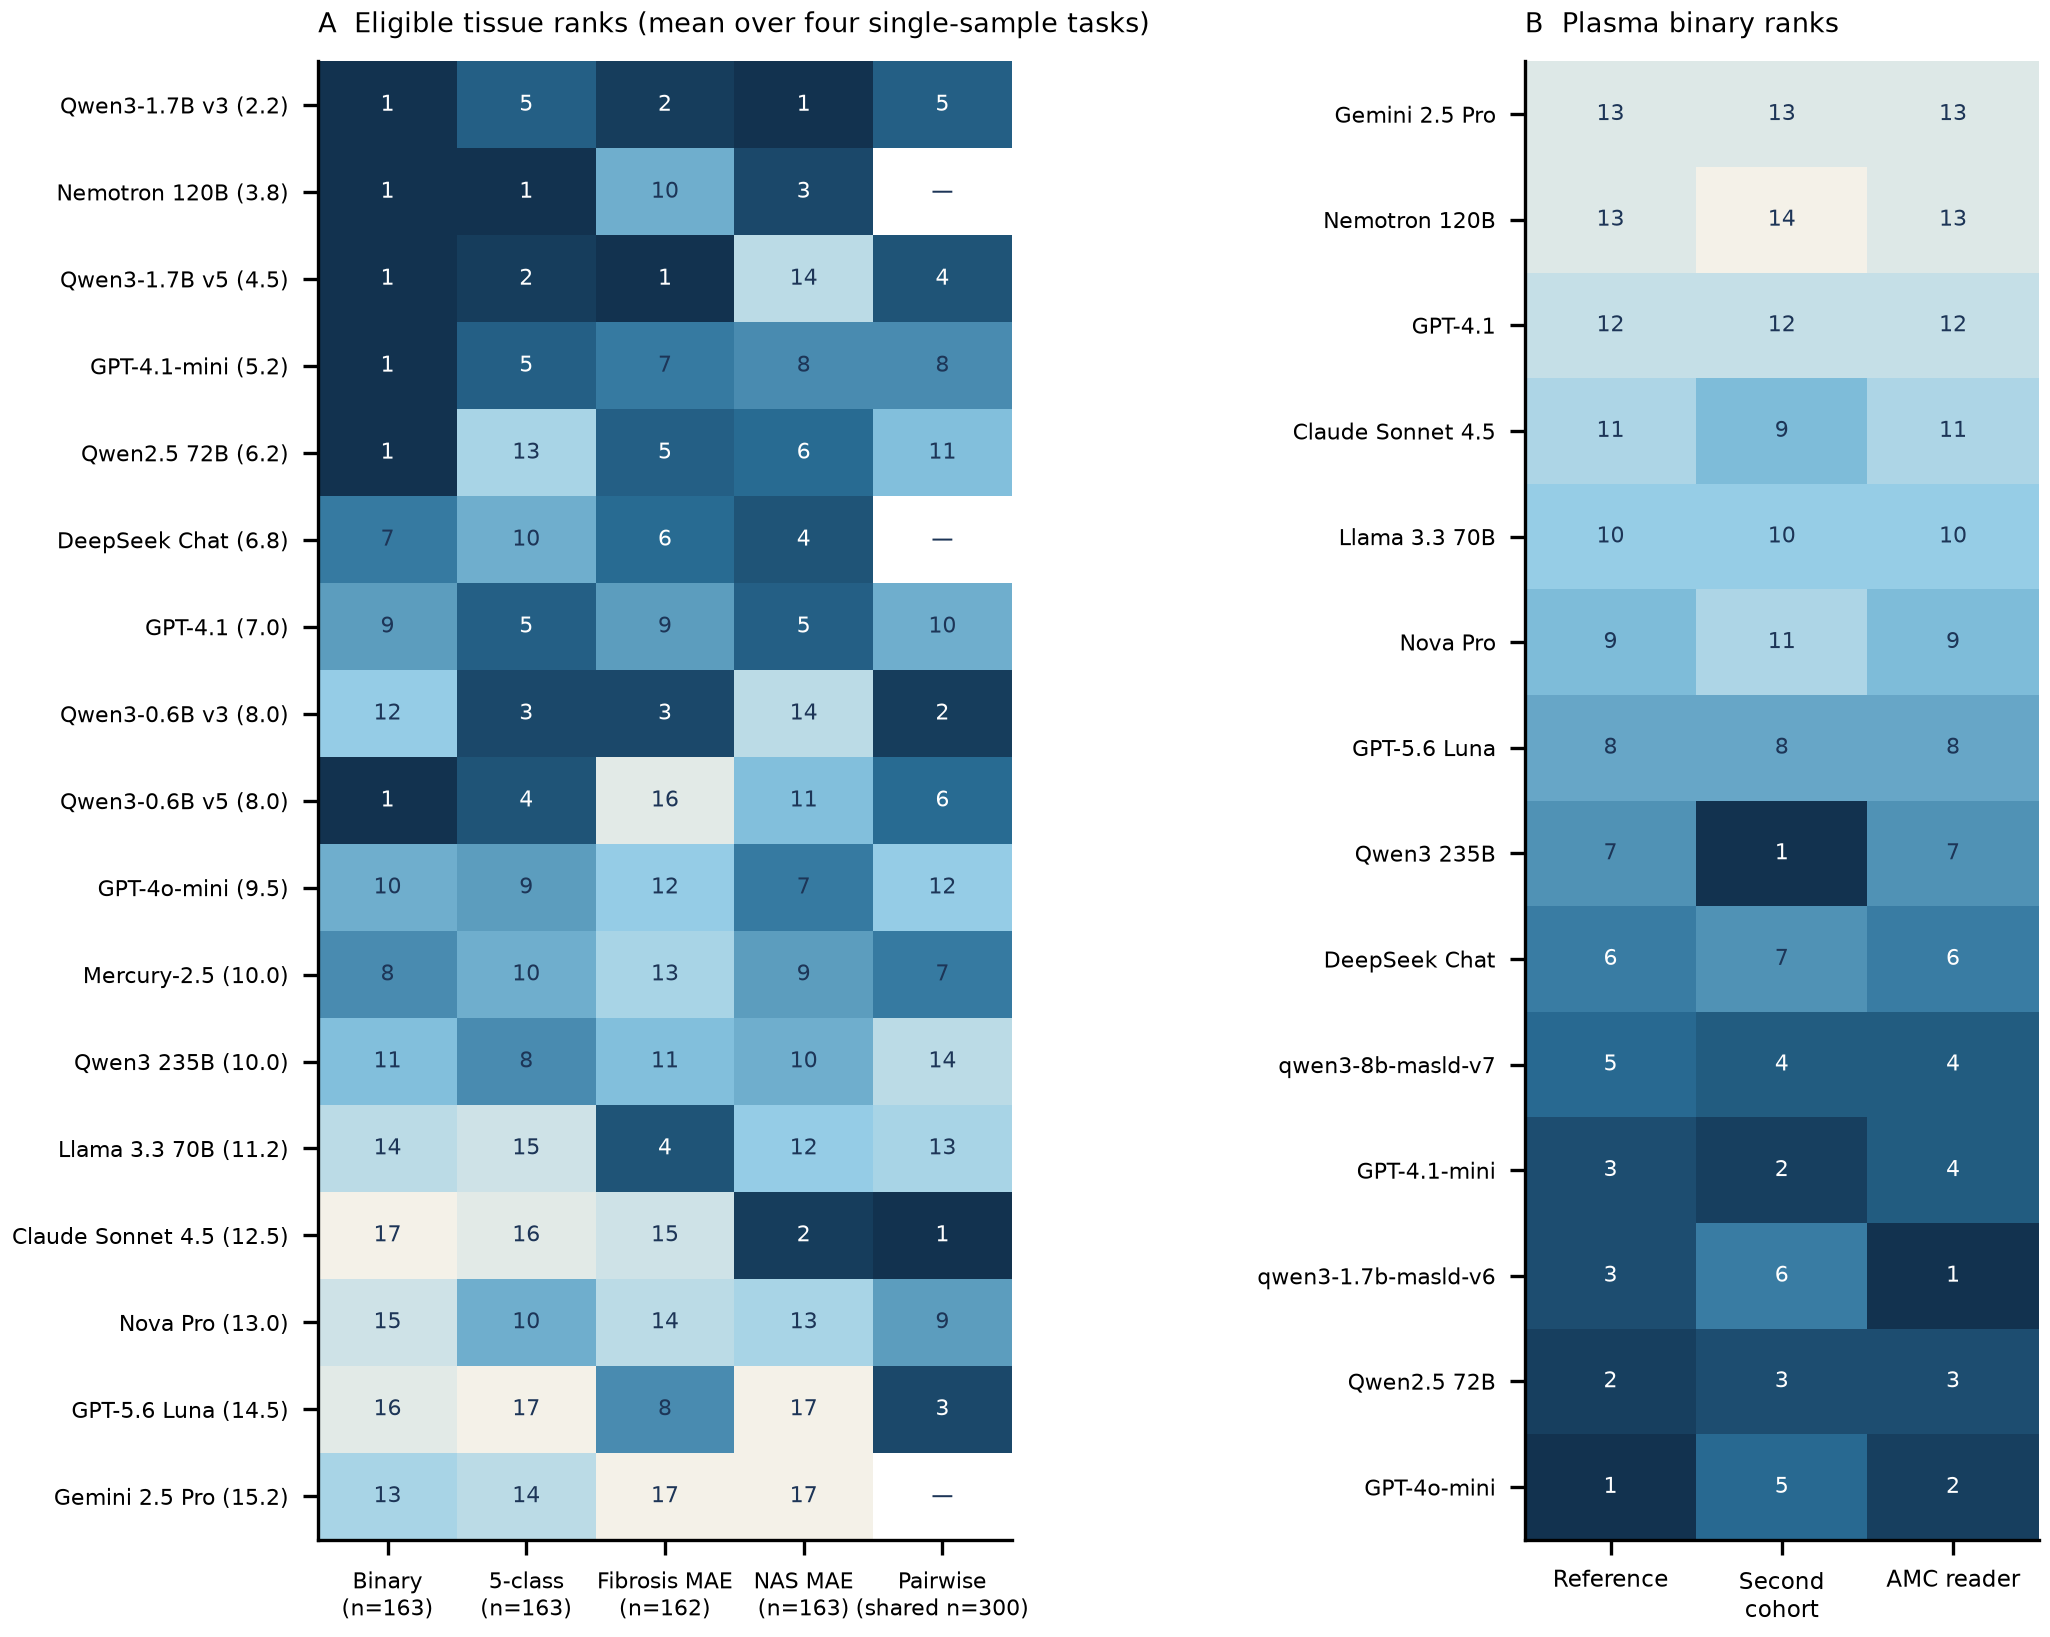 A  Eligible tissue ranks (mean over four single-sample tasks)
Qwen3-1.7B v3 (2.2) 1 5 2 1 5
Nemotron 120B (3.8) 1 1 10 3 —
Qwen3-1.7B v5 (4.5) 1 2 1 14 4
GPT-4.1-mini (5.2) 1 5 7 8 8
Qwen2.5 72B (6.2) 1 13 5 6 11
DeepSeek Chat (6.8) 7 10 6 4 —
GPT-4.1 (7.0) 9 5 9 5 10
Qwen3-0.6B v3 (8.0) 12 3 3 14 2
Qwen3-0.6B v5 (8.0) 1 4 16 11 6
GPT-4o-mini (9.5) 10 9 12 7 12
Mercury-2.5 (10.0) 8 10 13 9 7
Qwen3 235B (10.0) 11 8 11 10 14
Llama 3.3 70B (11.2) 14 15 4 12 13
Claude Sonnet 4.5 (12.5) 17 16 15 2 1
Nova Pro (13.0) 15 10 14 13 9
GPT-5.6 Luna (14.5) 16 17 8 17 3
Gemini 2.5 Pro (15.2) 13 14 17 17 —
Binary 5-class Fibrosis MAE NAS MAE Pairwise
(n=163) (n=163) (n=162) (n=163) (shared n=300)
B  Plasma binary ranks
Gemini 2.5 Pro 13 13 13
Nemotron 120B 13 14 13
GPT-4.1 12 12 12
Claude Sonnet 4.5 11 9 11
Llama 3.3 70B 10 10 10
Nova Pro 9 11 9
GPT-5.6 Luna 8 8 8
Qwen3 235B 7 1 7
DeepSeek Chat 6 7 6
qwen3-8b-masld-v7 5 4 4
GPT-4.1-mini 3 2 4
qwen3-1.7b-masld-v6 3 6 1
Qwen2.5 72B 2 3 3
GPT-4o-mini 1 5 2
Reference Second AMC reader
cohort